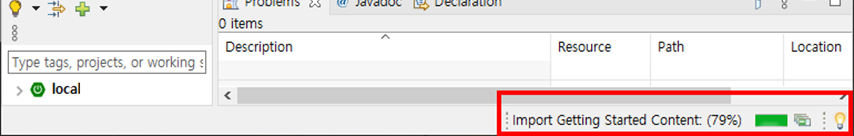 Problems @ Javadoc Declaration
0 items
Description Resource Path Location
Type tags, projects, or working s
local
Import Getting Started Content: (79%)